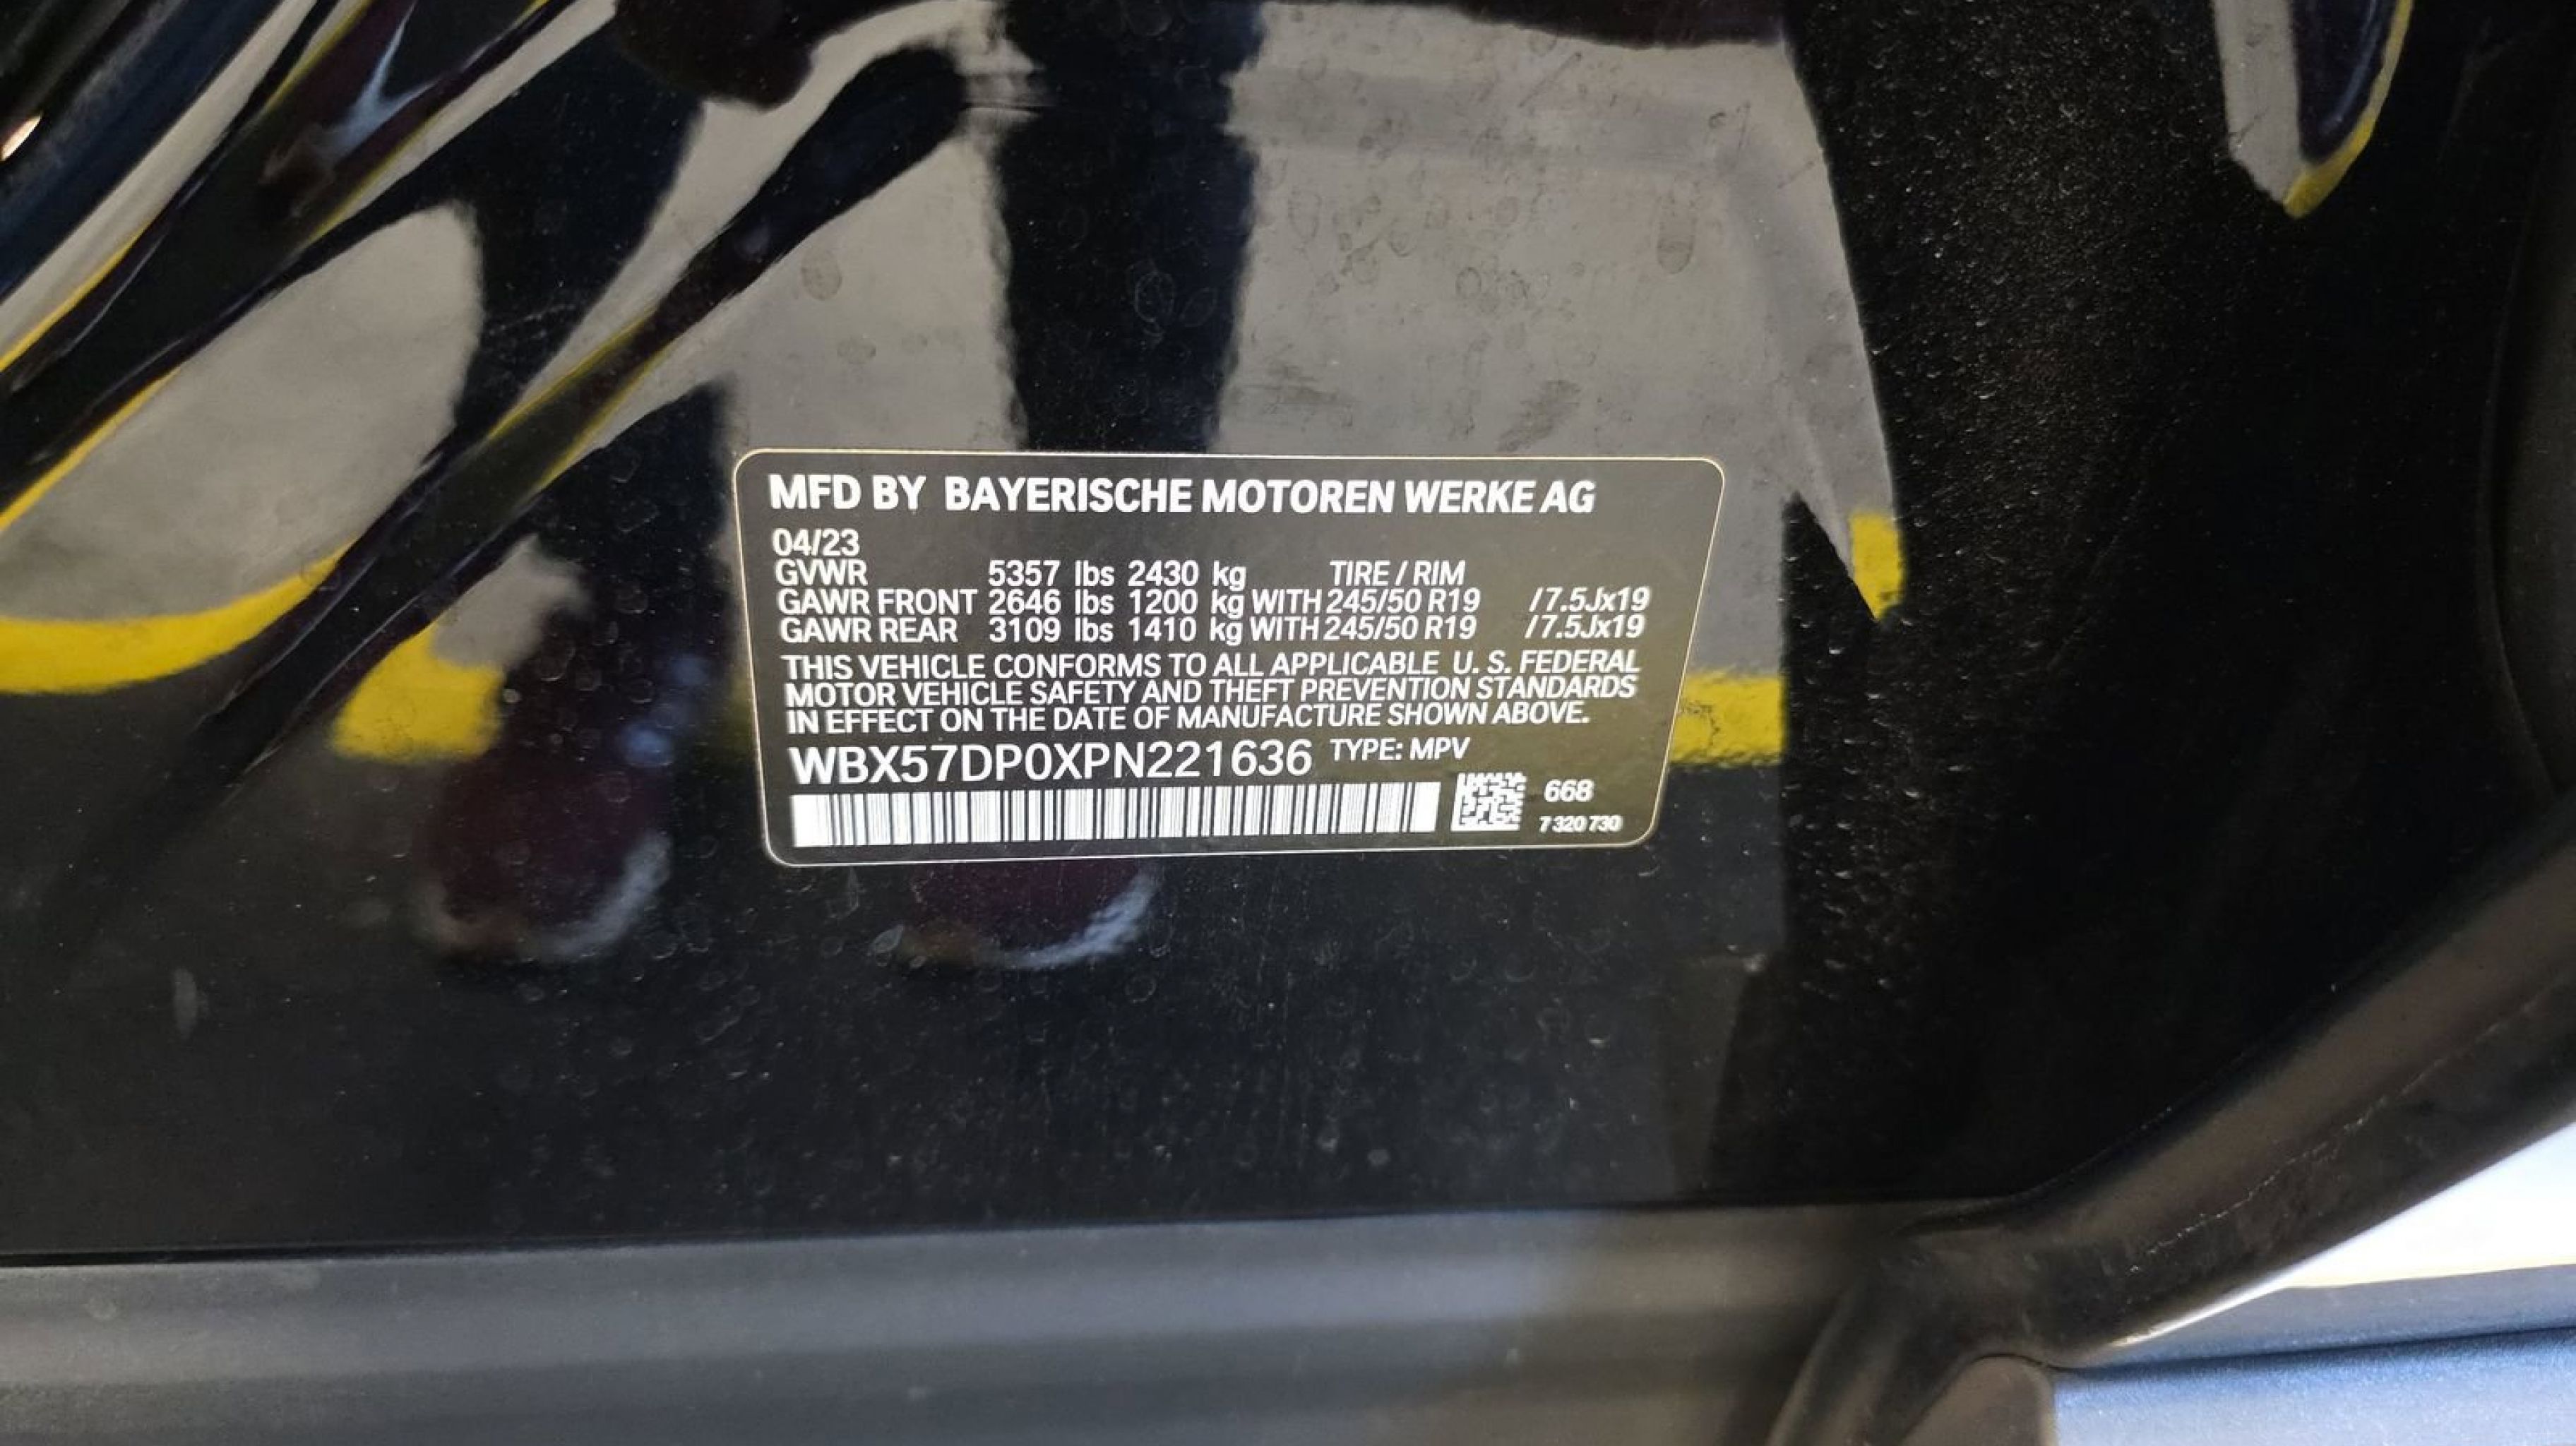 MFD BY BAYERISCHE MOTOREN WERKE AG
04/23
GVWR 5357 lbs 2430 kg TIRE / RIM
GAWR FRONT 2646 lbs 1200 kg WITH 245/50 R19 / 7.5Jx19
GAWR REAR 3109 lbs 1410 kg WITH 245/50 R19 / 7.5Jx19
THIS VEHICLE CONFORMS TO ALL APPLICABLE U. S. FEDERAL
MOTOR VEHICLE SAFETY AND THEFT PREVENTION STANDARDS
IN EFFECT ON THE DATE OF MANUFACTURE SHOWN ABOVE.
WBX57DP0XPN221636 TYPE: MPV
668
7 320 730